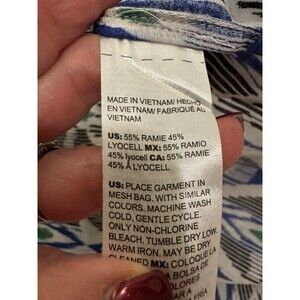 MADE IN VIETNAM/ HECHO
EN VIETNAM/ FABRIQUÉ AU
VIETNAM
US: 55% RAMIE 45%
LYOCELL MX: 55% RAMIO
45% lyocell CA: 55% RAMIE
45% Á LYOCELL
US: PLACE GARMENT IN
MESH BAG, WITH SIMILAR
COLORS. MACHINE WASH
COLD, GENTLE CYCLE.
ONLY NON-CHLORINE
BLEACH. TUMBLE DRY LOW.
WARM IRON. MAY BE DRY
CLEANED MX: COLOQUE LA
BOLSA DE